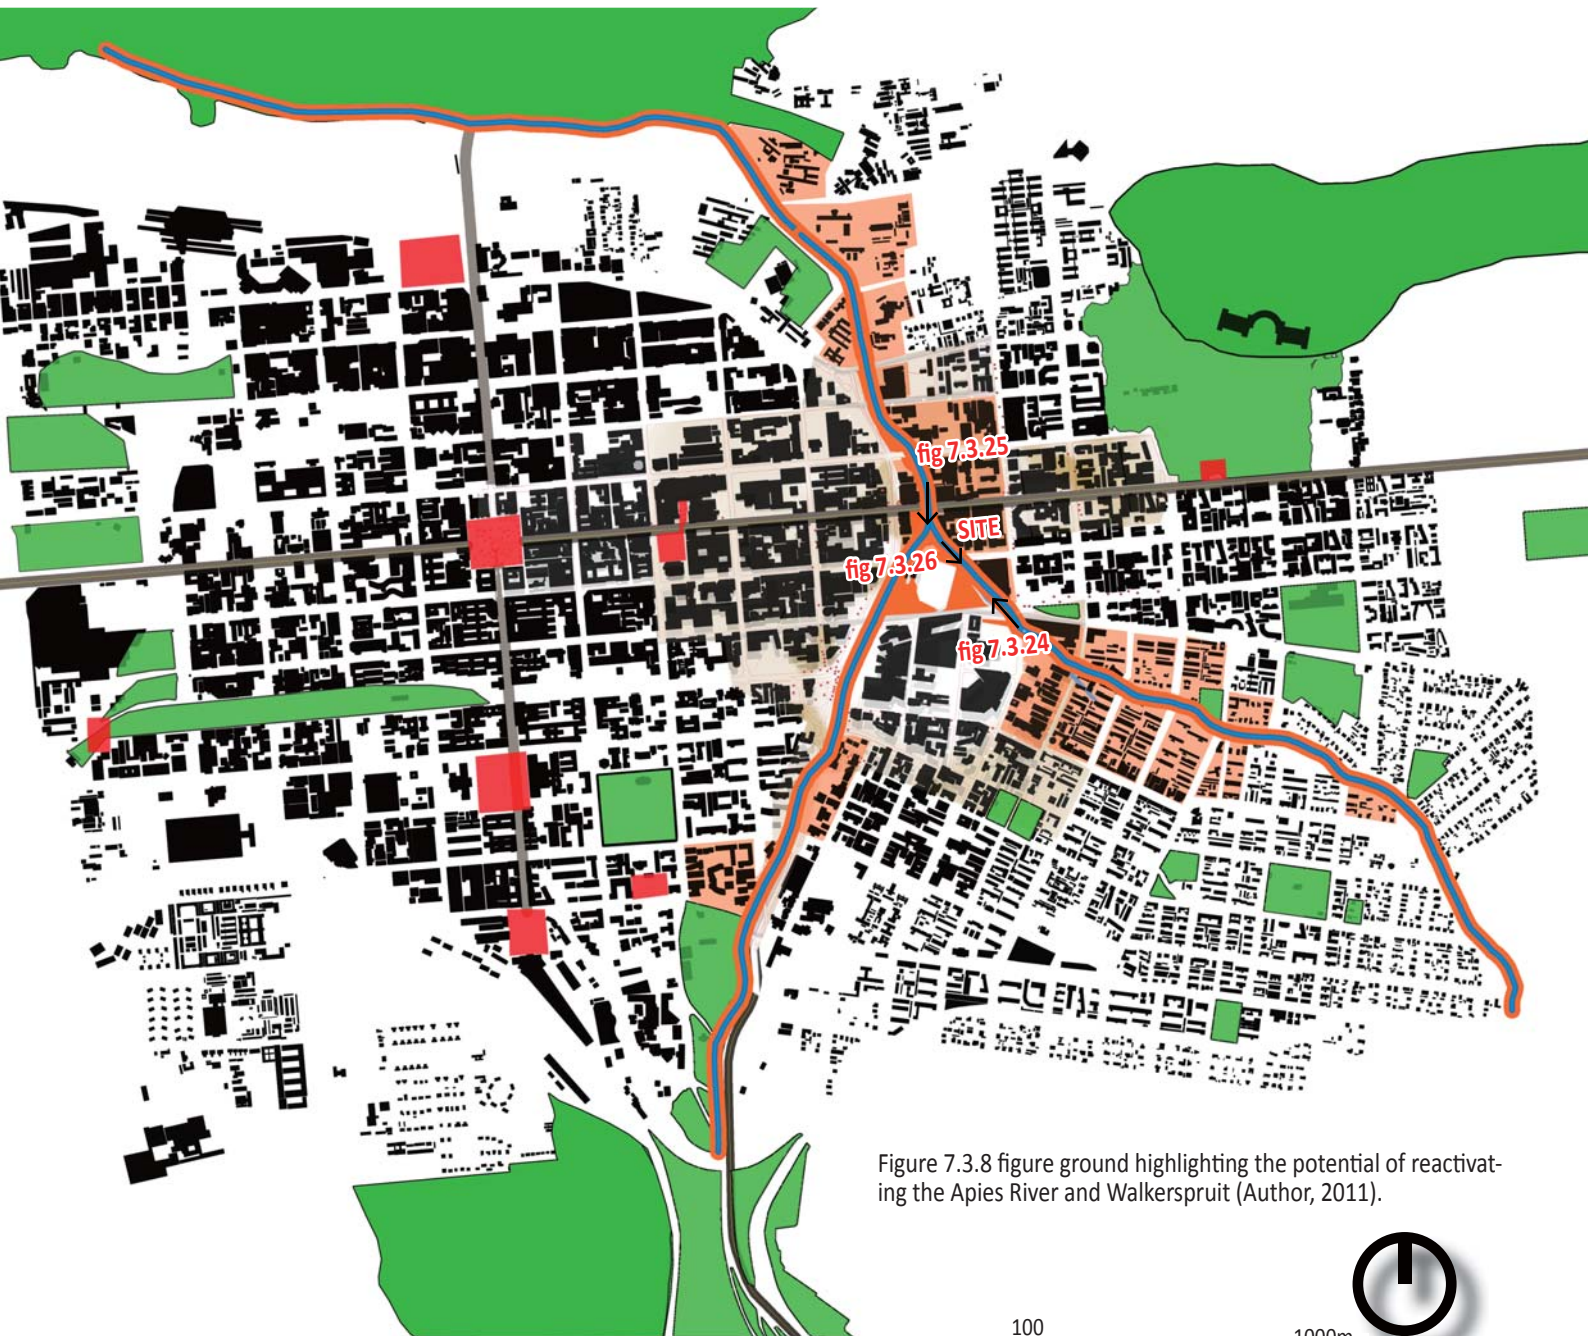 fig 7.3.25
SITE
fig 7.3.26
fig 7.3.24
Figure 7.3.8 figure ground highlighting the potential of reactivat-
ing the Apies River and Walkerspruit (Author, 2011).
100
1000m